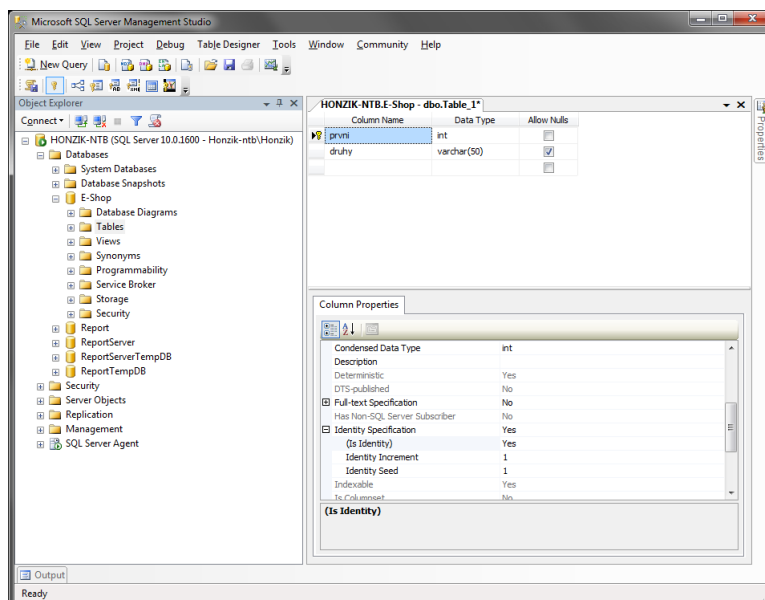 Microsoft SQL Server Management Studio
File Edit View Project Debug Table Designer Tools Window Community Help
New Query
Object Explorer
Connect
HONZIK-NTB (SQL Server 10.0.1600 - Honzik-ntb\Honzik)
Databases
System Databases
Database Snapshots
E-Shop
Database Diagrams
Tables
Views
Synonyms
Programmability
Service Broker
Storage
Security
Report
ReportServer
ReportServerTempDB
ReportTempDB
Security
Server Objects
Replication
Management
SQL Server Agent
HONZIK-NTB.E-Shop - dbo.Table_1*
Column Name Data Type Allow Nulls
prvni int
druhy varchar(50)
Column Properties
Condensed Data Type int
Description
Deterministic Yes
DTS-published No
Full-text Specification No
Has Non-SQL Server Subscriber No
Identity Specification Yes
(Is Identity) Yes
Identity Increment 1
Identity Seed 1
Indexable Yes
Is Columnset No
(Is Identity)
Properties
Output
Ready